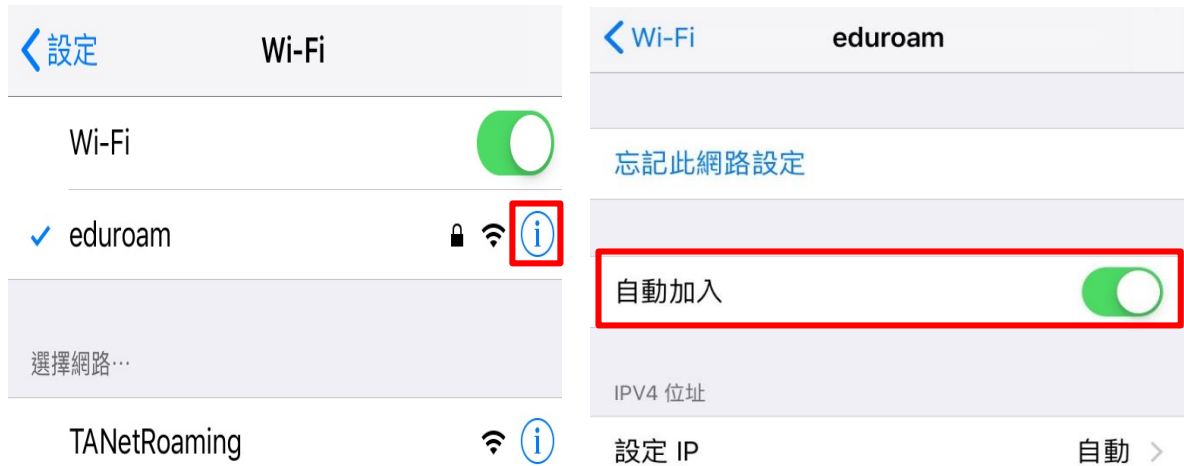 設定 Wi-Fi
Wi-Fi
eduroam
選擇網路…
TANetRoaming
Wi-Fi eduroam
忘記此網路設定
自動加入
IPV4 位址
設定 IP 自動